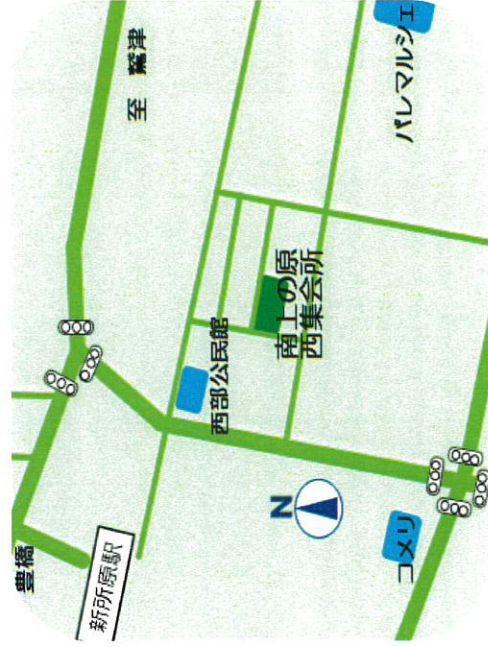 至 鷲津
パレマルシェ
南上の原
西集会所
西部公民館
N
豊橋
新所原駅
コメリ